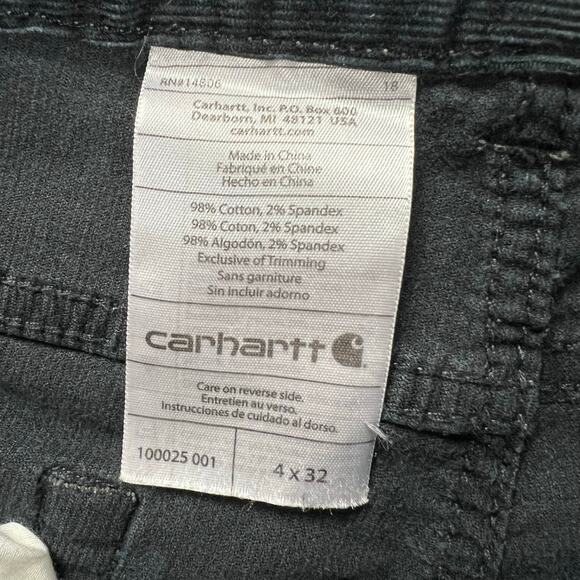 RN#14806 18
Carhartt, Inc. P.O. Box 600
Dearborn, MI 48121 USA
carhartt.com
Made in China
Fabriqué en Chine
Hecho en China
98% Cotton, 2% Spandex
98% Coton, 2% Spandex
98% Algodón, 2% Spandex
Exclusive of Trimming
Sans garniture
Sin incluir adorno
carhartt
Care on reverse side.
Entretien au verso.
Instrucciones de cuidado al dorso.
100025 001
4 x 32